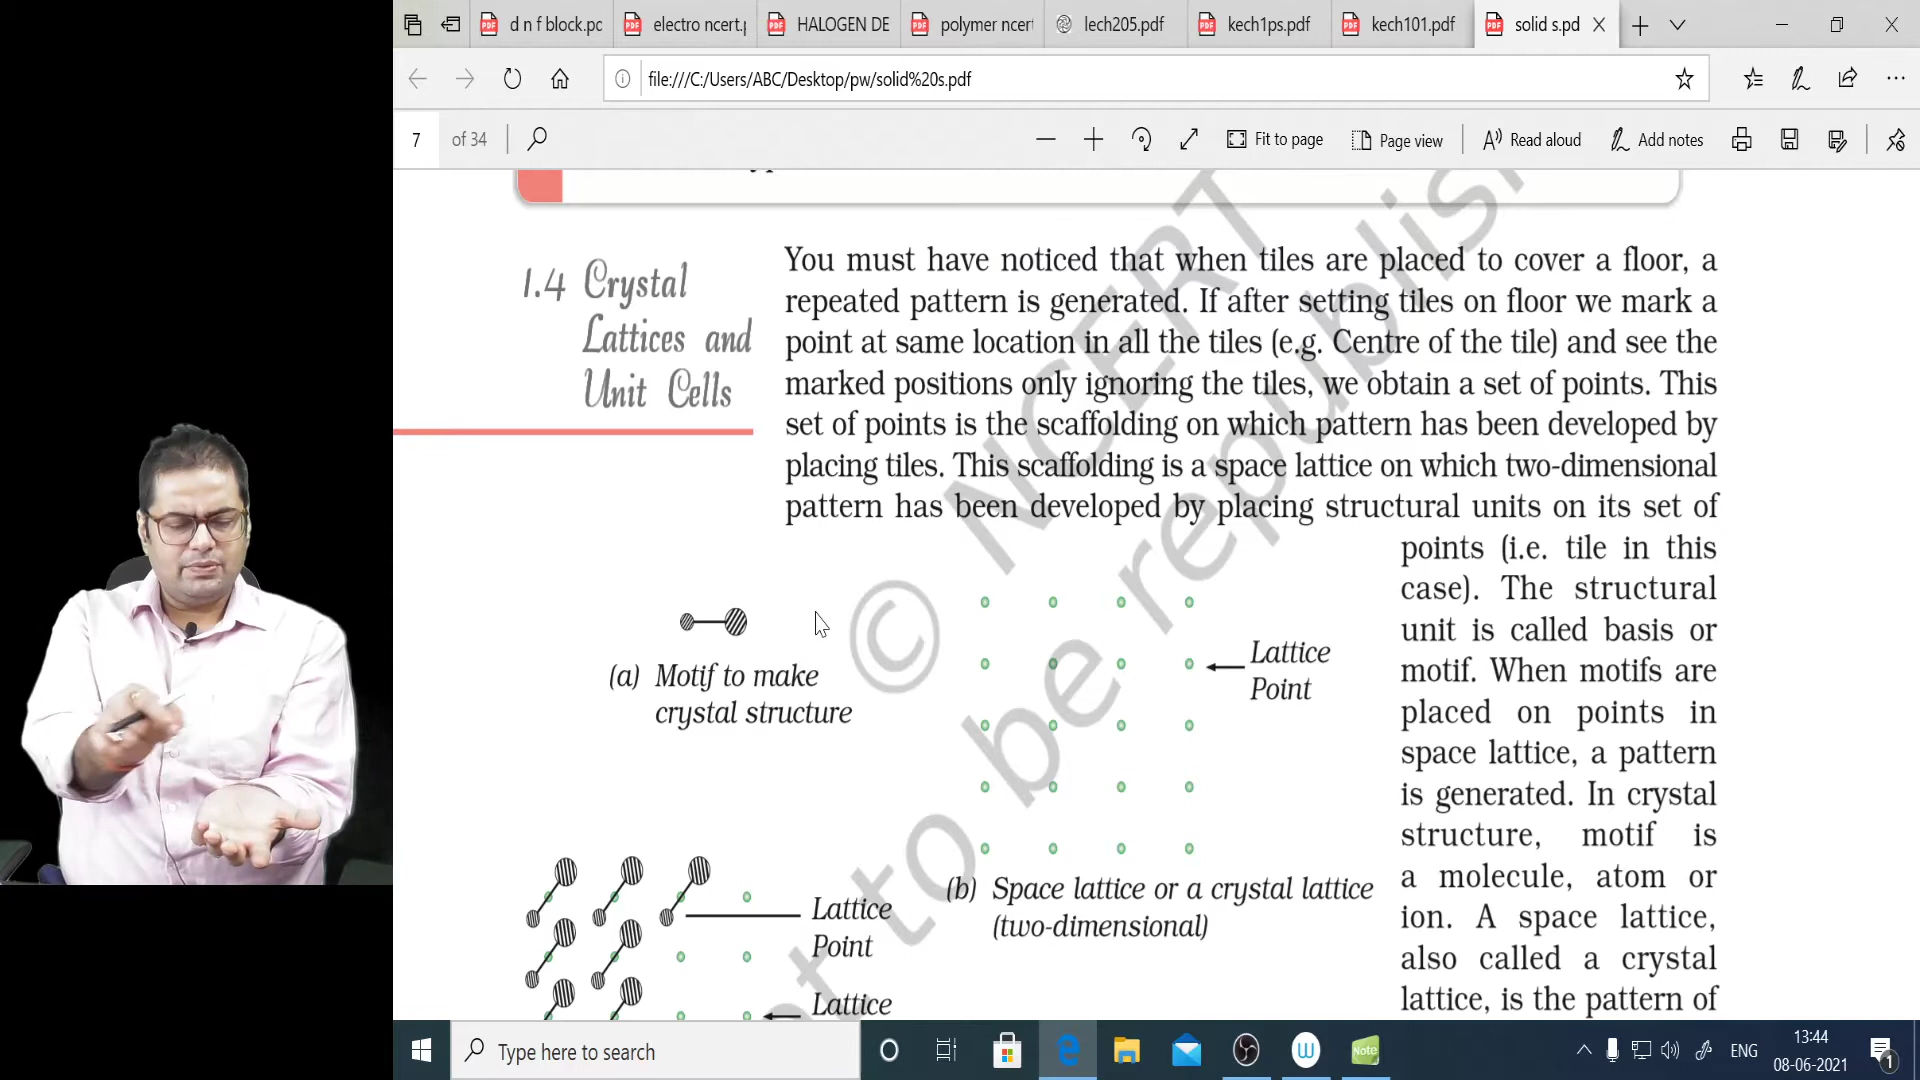 d n f block.pd
electro ncert.p
HALOGEN DE
polymer ncert
lech205.pdf
kech1ps.pdf
kech101.pdf
solid s.pd
file:///C:/Users/ABC/Desktop/pw/solid%20s.pdf
7 of 34
Fit to page
Page view
Read aloud
Add notes
1.4 Crystal
Lattices and
Unit Cells
You must have noticed that when tiles are placed to cover a floor, a
repeated pattern is generated. If after setting tiles on floor we mark a
point at same location in all the tiles (e.g. Centre of the tile) and see the
marked positions only ignoring the tiles, we obtain a set of points. This
set of points is the scaffolding on which pattern has been developed by
placing tiles. This scaffolding is a space lattice on which two-dimensional
pattern has been developed by placing structural units on its set of
points (i.e. tile in this
case). The structural
unit is called basis or
motif. When motifs are
placed on points in
space lattice, a pattern
is generated. In crystal
structure, motif is
a molecule, atom or
ion. A space lattice,
also called a crystal
lattice, is the pattern of
(a) Motif to make
crystal structure
Lattice
Point
(b) Space lattice or a crystal lattice
(two-dimensional)
Lattice
Point
Lattice
© NCERT
not to be republis
Type here to search
W
Note
ENG
13:44
08-06-2021
1